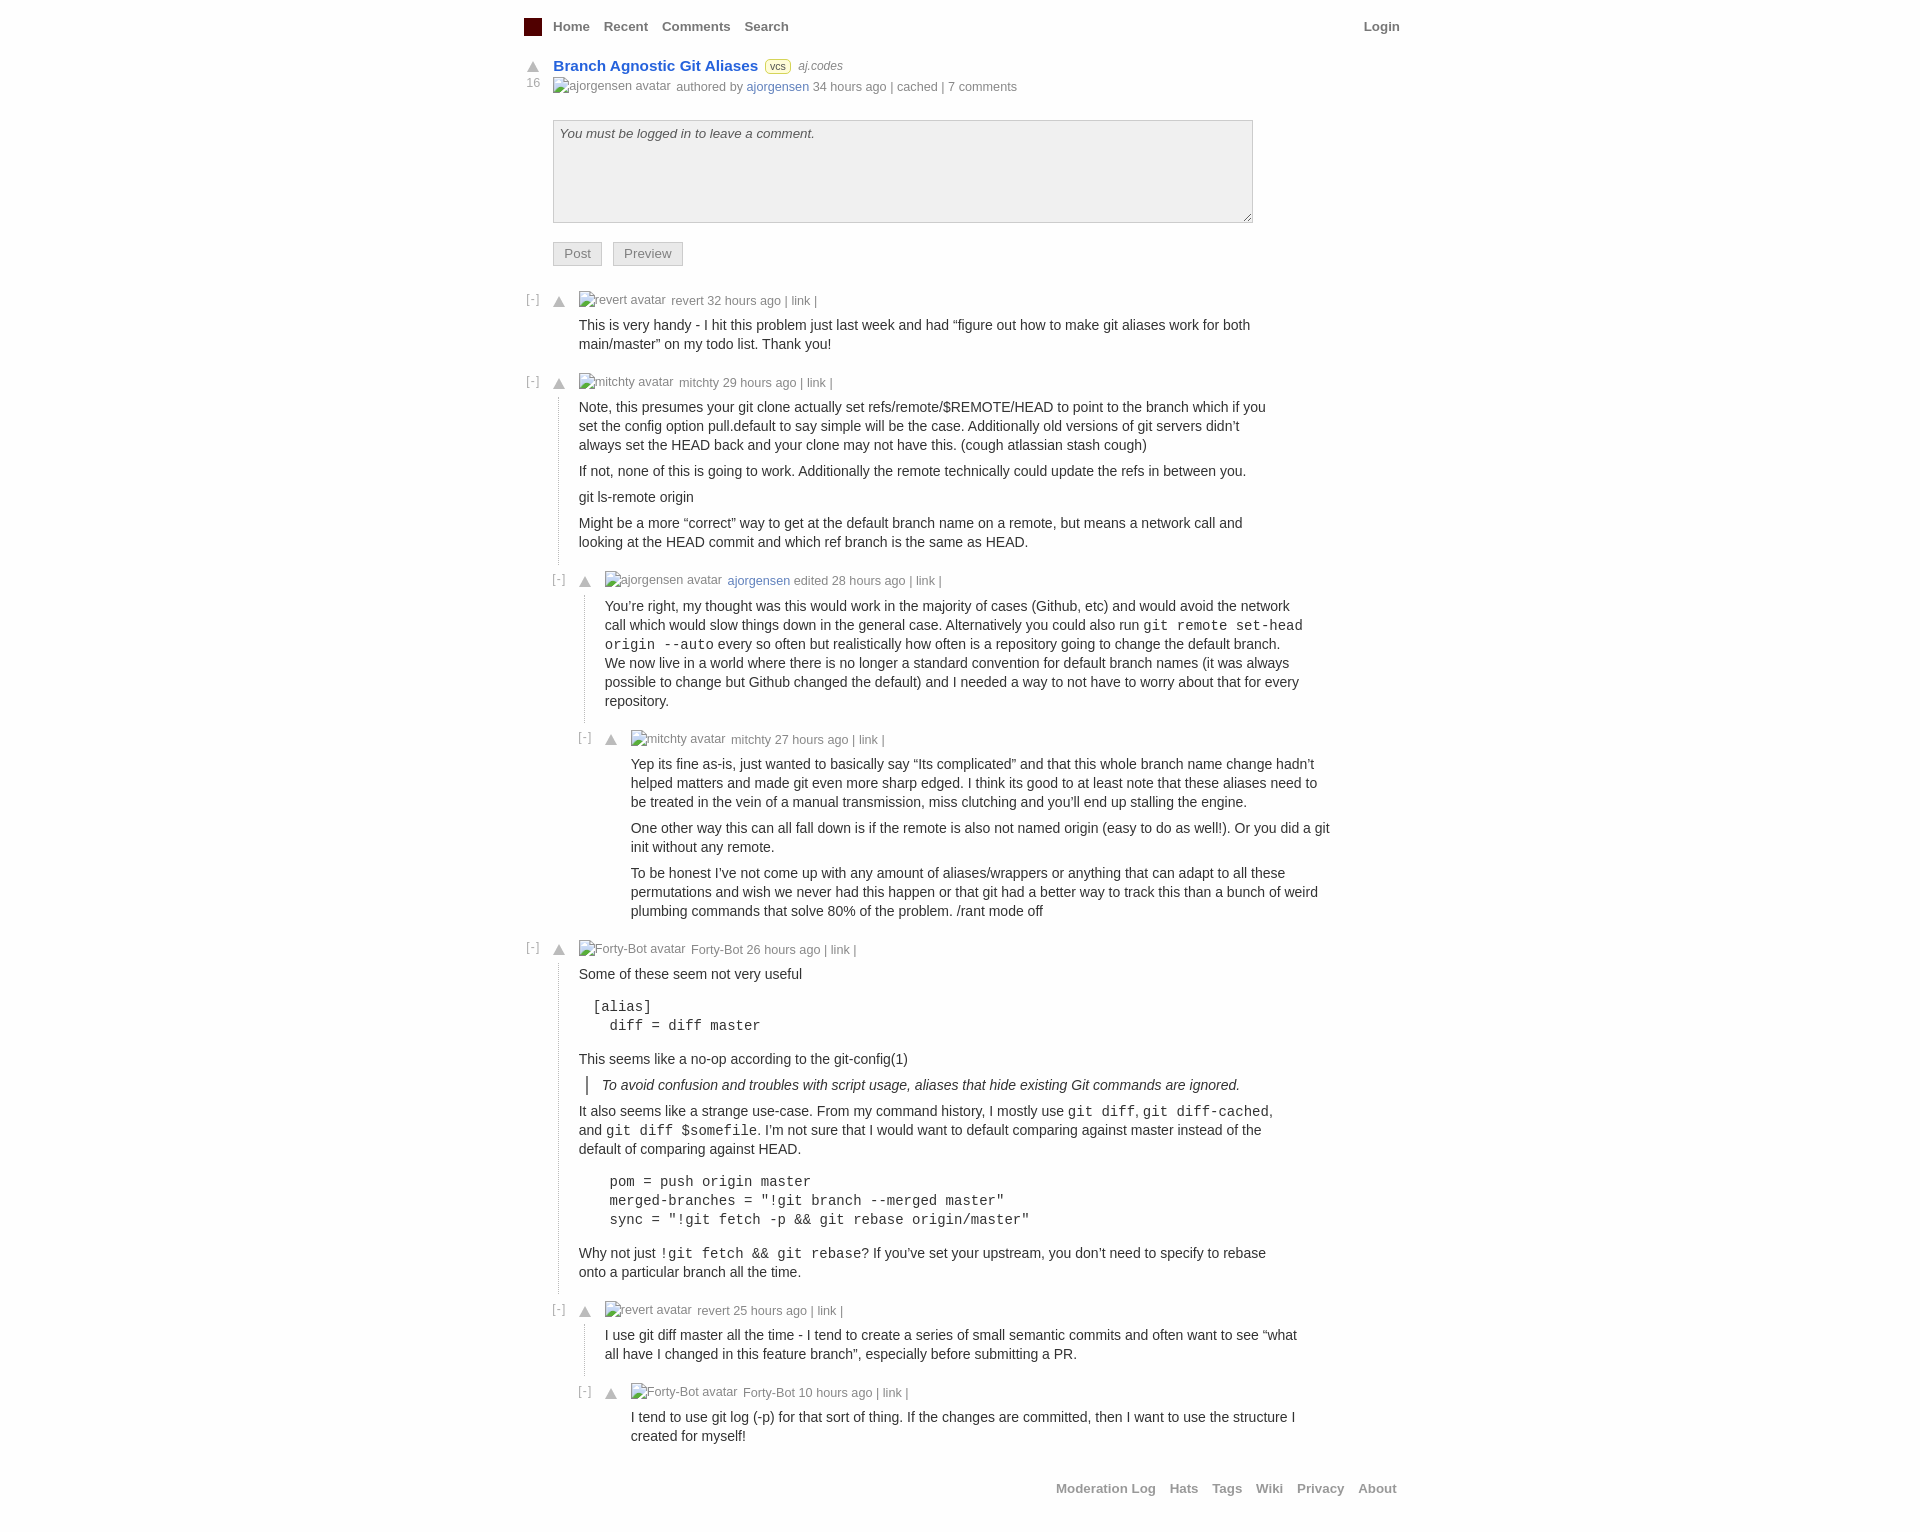 Home Recent Comments Search Login
Branch Agnostic Git Aliases vcs aj.codes
16
ajorgensen avatar authored by ajorgensen 34 hours ago | cached | 7 comments
You must be logged in to leave a comment.
Post Preview
[-] revert avatar revert 32 hours ago | link |
This is very handy - I hit this problem just last week and had “figure out how to make git aliases work for both
main/master” on my todo list. Thank you!
[-] mitchty avatar mitchty 29 hours ago | link |
Note, this presumes your git clone actually set refs/remote/$REMOTE/HEAD to point to the branch which if you
set the config option pull.default to say simple will be the case. Additionally old versions of git servers didn’t
always set the HEAD back and your clone may not have this. (cough atlassian stash cough)
If not, none of this is going to work. Additionally the remote technically could update the refs in between you.
git ls-remote origin
Might be a more “correct” way to get at the default branch name on a remote, but means a network call and
looking at the HEAD commit and which ref branch is the same as HEAD.
[-] ajorgensen avatar ajorgensen edited 28 hours ago | link |
You’re right, my thought was this would work in the majority of cases (Github, etc) and would avoid the network
call which would slow things down in the general case. Alternatively you could also run git remote set-head
origin --auto every so often but realistically how often is a repository going to change the default branch.
We now live in a world where there is no longer a standard convention for default branch names (it was always
possible to change but Github changed the default) and I needed a way to not have to worry about that for every
repository.
[-] mitchty avatar mitchty 27 hours ago | link |
Yep its fine as-is, just wanted to basically say “Its complicated” and that this whole branch name change hadn’t
helped matters and made git even more sharp edged. I think its good to at least note that these aliases need to
be treated in the vein of a manual transmission, miss clutching and you’ll end up stalling the engine.
One other way this can all fall down is if the remote is also not named origin (easy to do as well!). Or you did a git
init without any remote.
To be honest I’ve not come up with any amount of aliases/wrappers or anything that can adapt to all these
permutations and wish we never had this happen or that git had a better way to track this than a bunch of weird
plumbing commands that solve 80% of the problem. /rant mode off
[-] Forty-Bot avatar Forty-Bot 26 hours ago | link |
Some of these seem not very useful
[alias]
diff = diff master
This seems like a no-op according to the git-config(1)
To avoid confusion and troubles with script usage, aliases that hide existing Git commands are ignored.
It also seems like a strange use-case. From my command history, I mostly use git diff, git diff-cached,
and git diff $somefile. I’m not sure that I would want to default comparing against master instead of the
default of comparing against HEAD.
pom = push origin master
merged-branches = "!git branch --merged master"
sync = "!git fetch -p && git rebase origin/master"
Why not just !git fetch && git rebase? If you’ve set your upstream, you don’t need to specify to rebase
onto a particular branch all the time.
[-] revert avatar revert 25 hours ago | link |
I use git diff master all the time - I tend to create a series of small semantic commits and often want to see “what
all have I changed in this feature branch”, especially before submitting a PR.
[-] Forty-Bot avatar Forty-Bot 10 hours ago | link |
I tend to use git log (-p) for that sort of thing. If the changes are committed, then I want to use the structure I
created for myself!
Moderation Log Hats Tags Wiki Privacy About